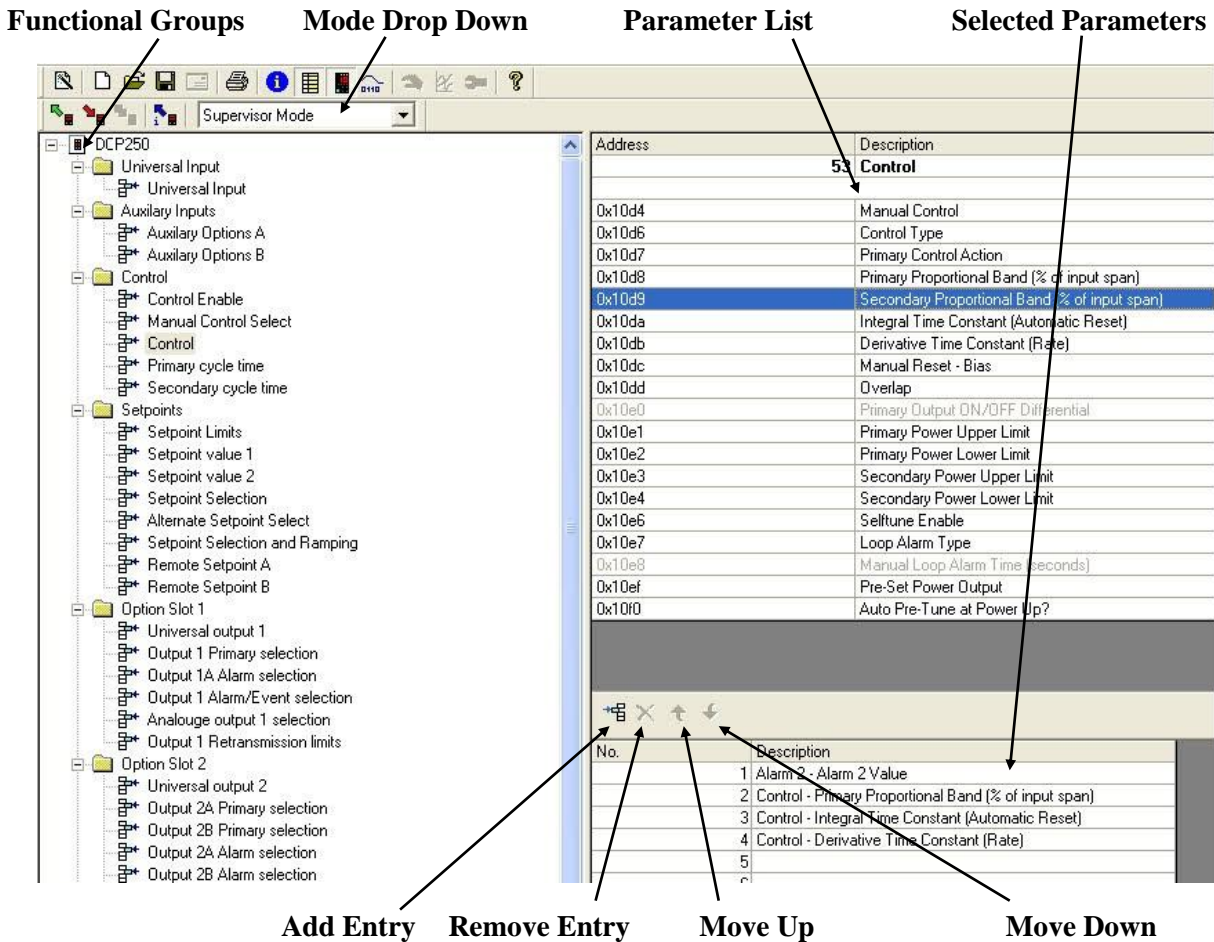 Functional Groups Mode Drop Down Parameter List Selected Parameters
Supervisor Mode
DCP250
Universal Input
Universal Input
Auxilary Inputs
Auxilary Options A
Auxilary Options B
Control
Control Enable
Manual Control Select
Control
Primary cycle time
Secondary cycle time
Setpoints
Setpoint Limits
Setpoint value 1
Setpoint value 2
Setpoint Selection
Alternate Setpoint Select
Setpoint Selection and Ramping
Remote Setpoint A
Remote Setpoint B
Option Slot 1
Universal output 1
Output 1 Primary selection
Output 1A Alarm selection
Output 1 Alarm/Event selection
Analouge output 1 selection
Output 1 Retransmission limits
Option Slot 2
Universal output 2
Output 2A Primary selection
Output 2B Primary selection
Output 2A Alarm selection
Output 2B Alarm selection
Address Description
53 Control
0x10d4 Manual Control
0x10d6 Control Type
0x10d7 Primary Control Action
0x10d8 Primary Proportional Band (% of input span)
0x10d9 Secondary Proportional Band (% of input span)
0x10da Integral Time Constant (Automatic Reset)
0x10db Derivative Time Constant (Rate)
0x10dc Manual Reset - Bias
0x10dd Overlap
0x10e0 Primary Output ON/OFF Differential
0x10e1 Primary Power Upper Limit
0x10e2 Primary Power Lower Limit
0x10e3 Secondary Power Upper Limit
0x10e4 Secondary Power Lower Limit
0x10e6 Selftune Enable
0x10e7 Loop Alarm Type
0x10e8 Manual Loop Alarm Time (seconds)
0x10ef Pre-Set Power Output
0x10f0 Auto Pre-Tune at Power Up?
No. Description
1 Alarm 2 - Alarm 2 Value
2 Control - Primary Proportional Band (% of input span)
3 Control - Integral Time Constant (Automatic Reset)
4 Control - Derivative Time Constant (Rate)
5
Add Entry Remove Entry Move Up Move Down